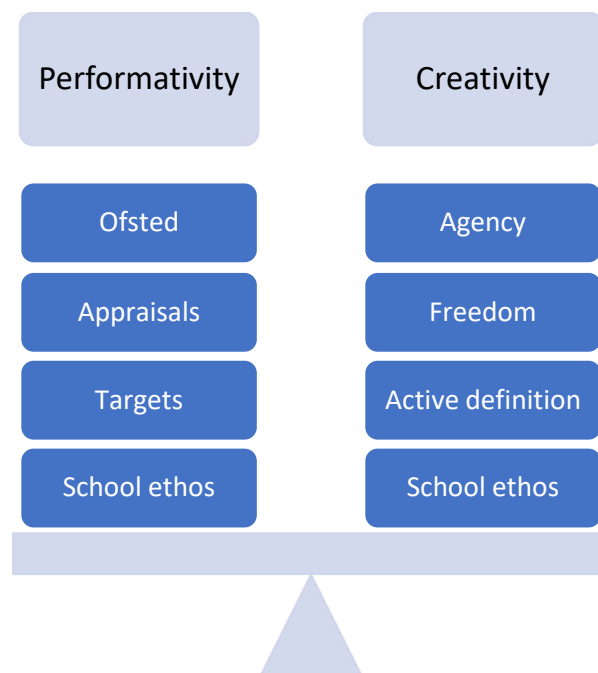 Performativity
Creativity
Ofsted
Agency
Appraisals
Freedom
Targets
Active definition
School ethos
School ethos